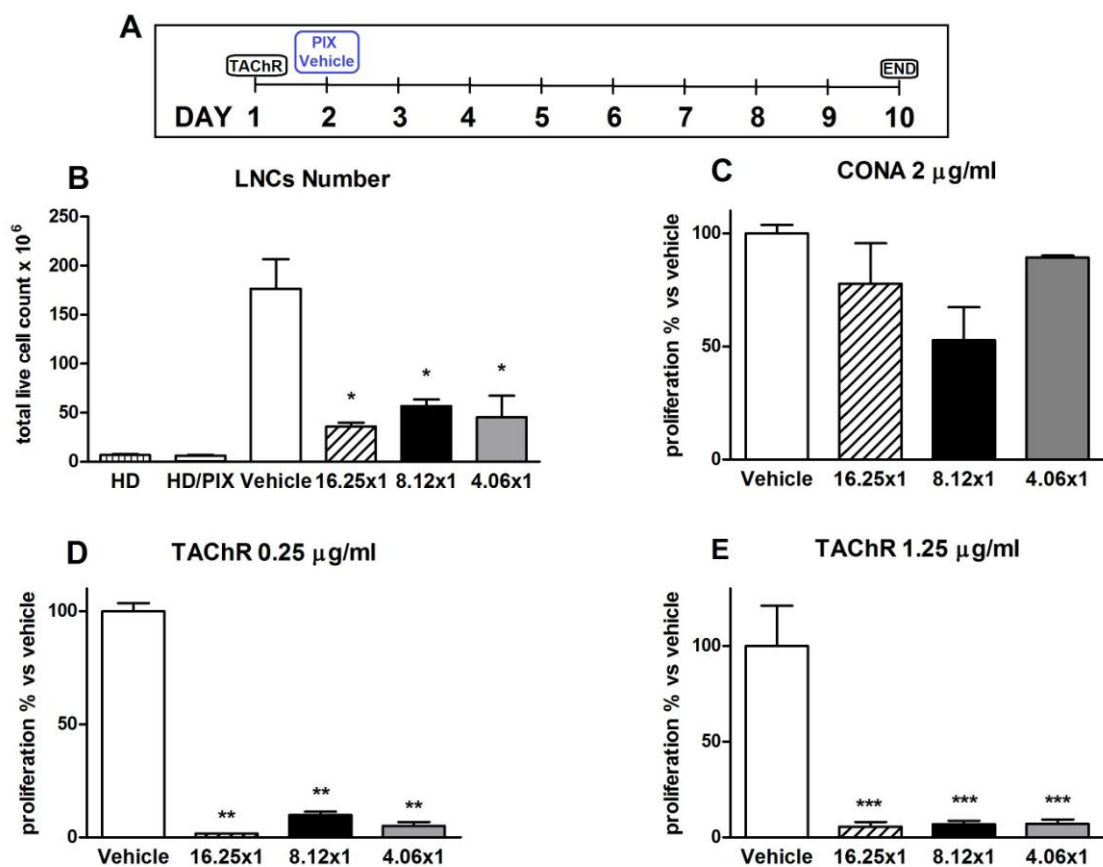 A
TAChR
PIX
Vehicle
END
DAY 1 2 3 4 5 6 7 8 9 10
B
LNCs Number
total live cell count x 10⁶
250
200
150
100
50
0
* * *
HD HD/PIX Vehicle 16.25x1 8.12x1 4.06x1
C
CONA 2 μg/ml
proliferation % vs vehicle
100
50
0
Vehicle 16.25x1 8.12x1 4.06x1
D
TAChR 0.25 μg/ml
proliferation % vs vehicle
100
50
0
** ** **
Vehicle 16.25x1 8.12x1 4.06x1
E
TAChR 1.25 μg/ml
proliferation % vs vehicle
100
50
0
*** *** ***
Vehicle 16.25x1 8.12x1 4.06x1